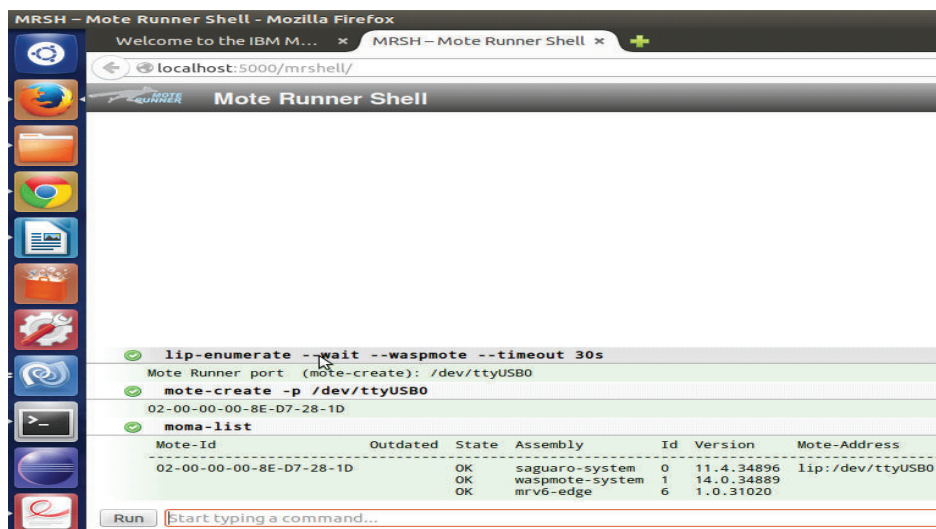 MRSH – Mote Runner Shell - Mozilla Firefox
Welcome to the IBM M... × MRSH – Mote Runner Shell ×
localhost:5000/mrshell/
MOTE RUNNER Mote Runner Shell
lip-enumerate --wait --waspmote --timeout 30s
Mote Runner port (mote-create): /dev/ttyUSB0
mote-create -p /dev/ttyUSB0
02-00-00-00-8E-D7-28-1D
moma-list
Mote-Id Outdated State Assembly Id Version Mote-Address
02-00-00-00-8E-D7-28-1D OK saguaro-system 0 11.4.34896 lip:/dev/ttyUSB0
OK waspmote-system 1 14.0.34889
OK mrv6-edge 6 1.0.31020
Run Start typing a command...